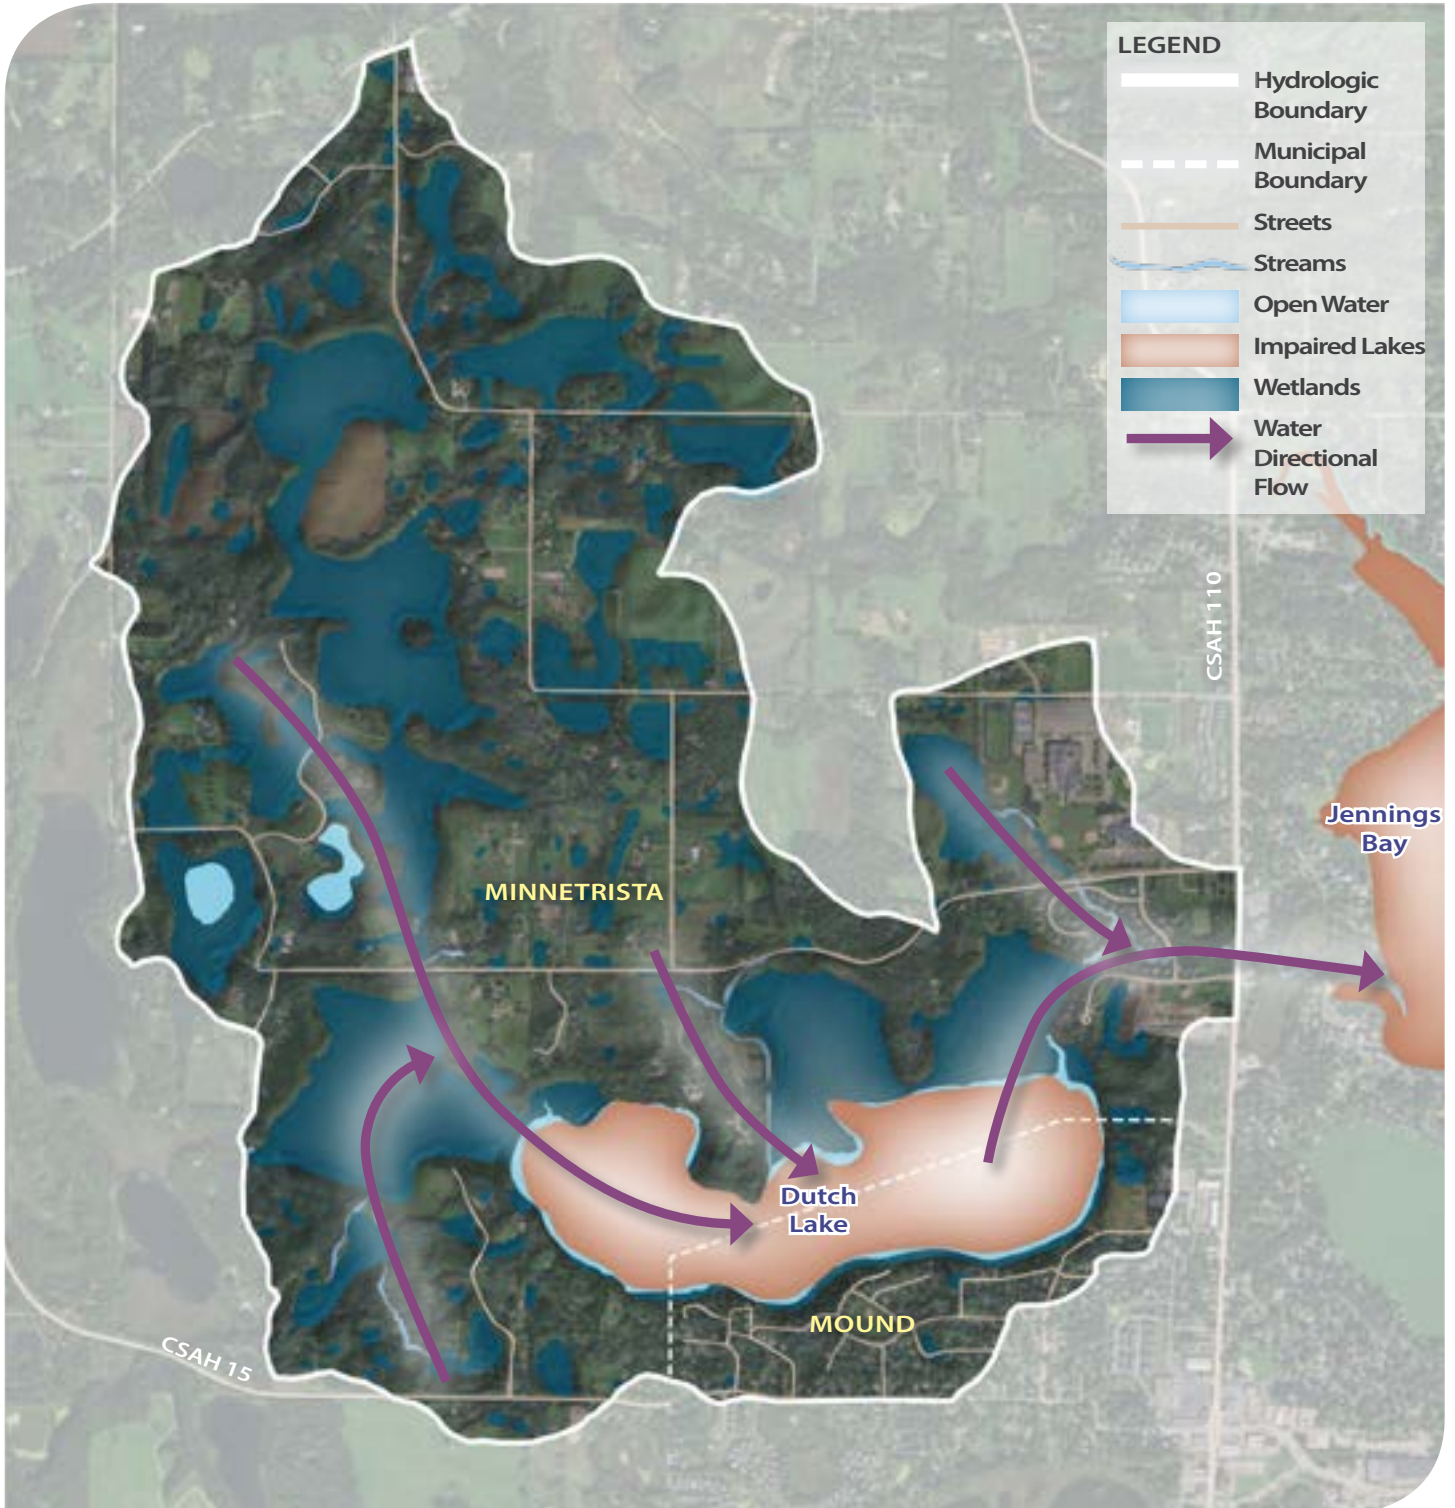 LEGEND
Hydrologic
Boundary
Municipal
Boundary
Streets
Streams
Open Water
Impaired Lakes
Wetlands
Water
Directional
Flow
CSAH 110
Jennings
Bay
MINNETRISTA
Dutch
Lake
MOUND
CSAH 15